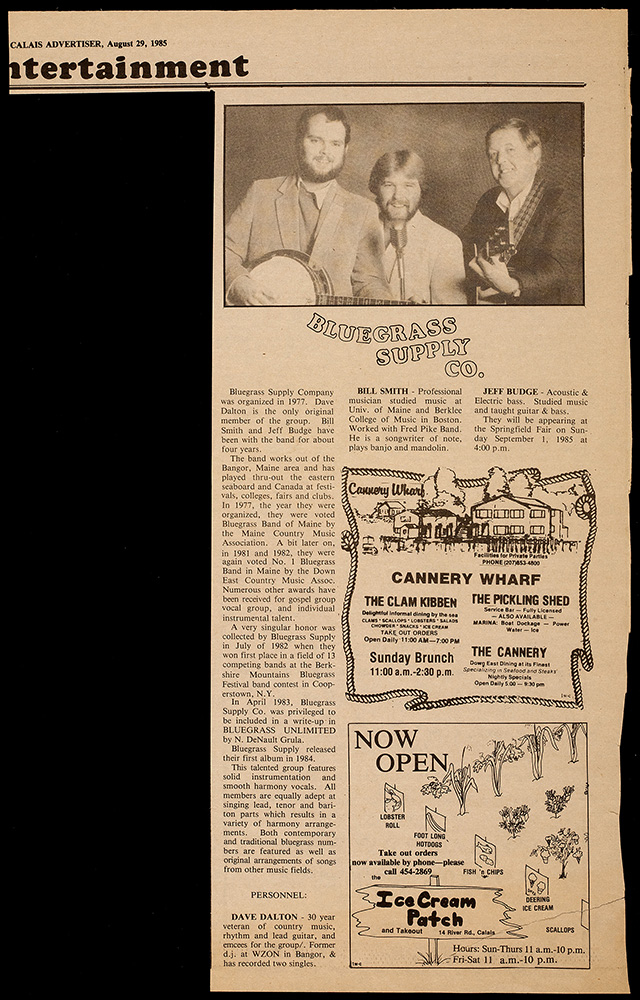 CALAIS ADVERTISER, August 29, 1985
ntertainment
BLUEGRASS
SUPPLY
CO.
Bluegrass Supply Company
was organized in 1977. Dave
Dalton is the only original
member of the group. Bill
Smith and Jeff Budge have
been with the band for about
four years.
The band works out of the
Bangor, Maine area and has
played thru-out the eastern
seaboard and Canada at festi-
vals, colleges, fairs and clubs.
In 1977, the year they were
organized, they were voted
Bluegrass Band of Maine by
the Maine Country Music
Association. A bit later on,
in 1981 and 1982, they were
again voted No. 1 Bluegrass
Band in Maine by the Down
East Country Music Assoc.
Numerous other awards have
been received for gospel group
vocal group, and individual
instrumental talent.
A very singular honor was
collected by Bluegrass Supply
in July of 1982 when they
won first place in a field of 13
competing bands at the Berk-
shire Mountains Bluegrass
Festival band contest in Coop-
erstown, N.Y.
In April 1983, Bluegrass
Supply Co. was privileged to
be included in a write-up in
BLUEGRASS UNLIMITED
by N. DeNault Grula.
Bluegrass Supply released
their first album in 1984.
This talented group features
solid instrumentation and
smooth harmony vocals. All
members are equally adept at
singing lead, tenor and bari-
ton parts which results in a
variety of harmony arrange-
ments. Both contemporary
and traditional bluegrass num-
bers are featured as well as
original arrangements of songs
from other music fields.
PERSONNEL:
DAVE DALTON - 30 year
veteran of country music,
rhythm and lead guitar, and
emcees for the group/. Former
d.j. at WZON in Bangor, &
has recorded two singles.
BILL SMITH - Professional
musician studied music at
Univ. of Maine and Berklee
College of Music in Boston.
Worked with Fred Pike Band.
He is a songwriter of note,
plays banjo and mandolin.
JEFF BUDGE - Acoustic &
Electric bass. Studied music
and taught guitar & bass.
They will be appearing at
the Springfield Fair on Sun-
day September 1, 1985 at
4:00 p.m.
Cannery Wharf
Facilities for Private Parties
PHONE (207)853-4800
CANNERY WHARF
THE CLAM KIBBEN
Delightful informal dining by the sea
CLAMS * SCALLOPS * LOBSTERS * SALADS
CHOWDER * SNACKS * ICE CREAM
TAKE OUT ORDERS
Open Daily 11:00 AM-7:00 PM
Sunday Brunch
11:00 a.m.-2:30 p.m.
THE PICKLING SHED
Service Bar — Fully Licensed
— ALSO AVAILABLE —
MARINA: Boat Dockage — Power
Water — Ice
THE CANNERY
Down East Dining at its Finest
Specializing in Seafood and Steaks
Nightly Specials
Open Daily 5:00 — 9:30 pm
NOW
OPEN
LOBSTER
ROLL
FOOT LONG
HOTDOGS
Take out orders
now available by phone—please
call 454-2869
FISH 'n CHIPS
DEERING
ICE CREAM
SCALLOPS
the
Ice Cream
Patch
and Takeout 14 River Rd., Calais
Hours: Sun-Thurs 11 a.m.-10 p.m.
Fri-Sat 11 a.m.-10 p.m.